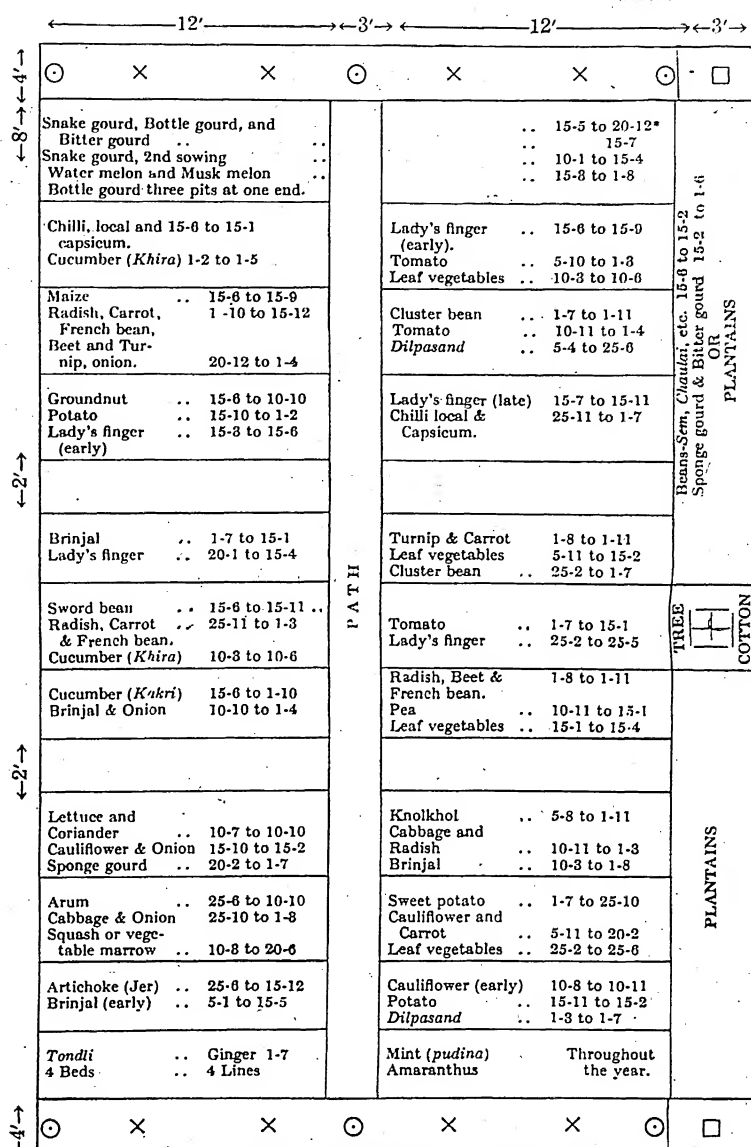 12' 3' 12' 3'
4'
8'
Snake gourd, Bottle gourd, and
Bitter gourd .. .. .. 15-5 to 20-12*
Snake gourd, 2nd sowing .. .. 15-7
Water melon and Musk melon .. .. 10-1 to 15-4
Bottle gourd three pits at one end. .. 15-8 to 1-8
Chilli, local and 15-6 to 15-1
capsicum.
Cucumber (Khira) 1-2 to 1-5
Lady's finger .. 15-6 to 15-9
(early).
Tomato .. 5-10 to 1-3
Leaf vegetables .. 10-3 to 10-6
Maize .. 15-6 to 15-9
Radish, Carrot, 1-10 to 15-12
French bean,
Beet and Tur-
nip, onion. 20-12 to 1-4
Cluster bean .. 1-7 to 1-11
Tomato 10-11 to 1-4
Dilpasand .. 5-4 to 25-6
Groundnut .. 15-6 to 10-10
Potato .. 15-10 to 1-2
Lady's finger .. 15-3 to 15-6
(early)
Lady's finger (late) 15-7 to 15-11
Chilli local & 25-11 to 1-7
Capsicum.
2'
Brinjal .. 1-7 to 15-1
Lady's finger .. 20-1 to 15-4
Turnip & Carrot 1-8 to 1-11
Leaf vegetables 5-11 to 15-2
Cluster bean .. 25-2 to 1-7
Sword bean .. 15-6 to 15-11 ..
Radish, Carrot .. 25-11 to 1-3
& French bean.
Cucumber (Khira) 10-3 to 10-6
Tomato .. 1-7 to 15-1
Lady's finger 25-2 to 25-5
Cucumber (Kakri) 15-6 to 1-10
Brinjal & Onion 10-10 to 1-4
Radish, Beet & 1-8 to 1-11
French bean.
Pea .. 10-11 to 15-1
Leaf vegetables .. 15-1 to 15-4
2'
Lettuce and
Coriander .. 10-7 to 10-10
Cauliflower & Onion 15-10 to 15-2
Sponge gourd .. 20-2 to 1-7
Knolkhol .. 5-8 to 1-11
Cabbage and
Radish .. 10-11 to 1-3
Brinjal .. 10-3 to 1-8
Arum .. 25-6 to 10-10
Cabbage & Onion 25-10 to 1-8
Squash or vege-
table marrow .. 10-8 to 20-6
Sweet potato .. 1-7 to 25-10
Cauliflower and
Carrot .. 5-11 to 20-2
Leaf vegetables .. 25-2 to 25-6
Artichoke (Jer) .. 25-6 to 15-12
Brinjal (early) .. 5-1 to 15-5
Cauliflower (early) 10-8 to 10-11
Potato .. 15-11 to 15-2
Dilpasand .. 1-3 to 1-7
Tondli .. Ginger 1-7
4 Beds .. 4 Lines
Mint (pudina) Throughout
Amaranthus the year.
4'
PATH
Beans-Sem, Chaulai, etc. 15-6 to 15-2
Sponge gourd & Bitter gourd 15-2 to 1-6
OR
PLANTAINS
TREE
COTTON
PLANTAINS